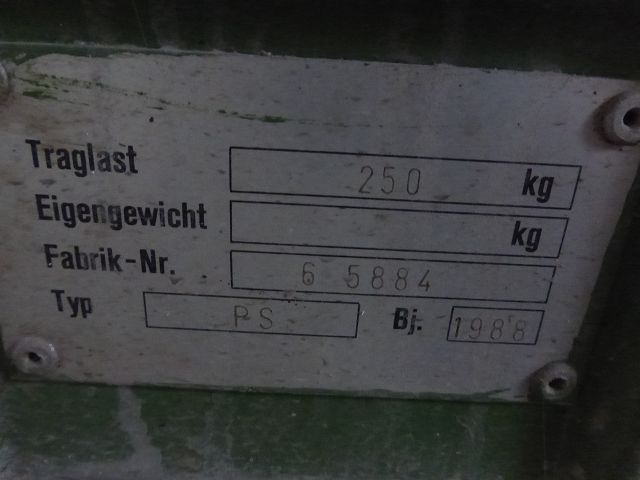 Traglast 250 kg
Eigengewicht kg
Fabrik-Nr. 6 5884
Typ PS Bj. 1988